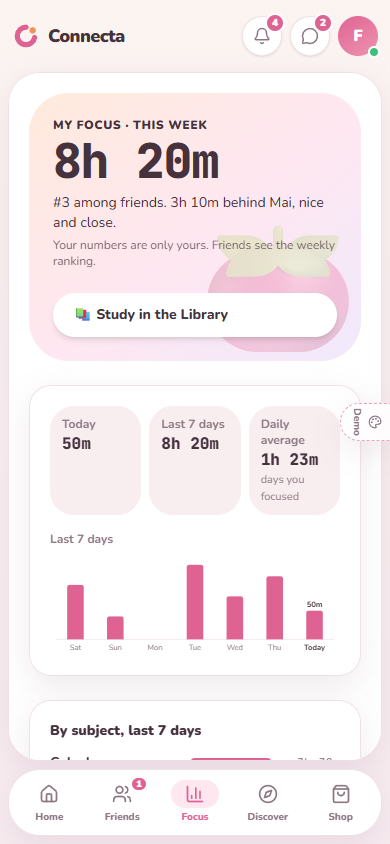 Connecta
4
2
F
MY FOCUS · THIS WEEK
8h 20m
#3 among friends. 3h 10m behind Mai, nice
and close.
Your numbers are only yours. Friends see the weekly
ranking.
Study in the Library
Today
50m
Last 7 days
8h 20m
Daily
average
1h 23m
days you
focused
Demo
Last 7 days
50m
Sat
Sun
Mon
Tue
Wed
Thu
Today
By subject, last 7 days
1
Home
Friends
Focus
Discover
Shop